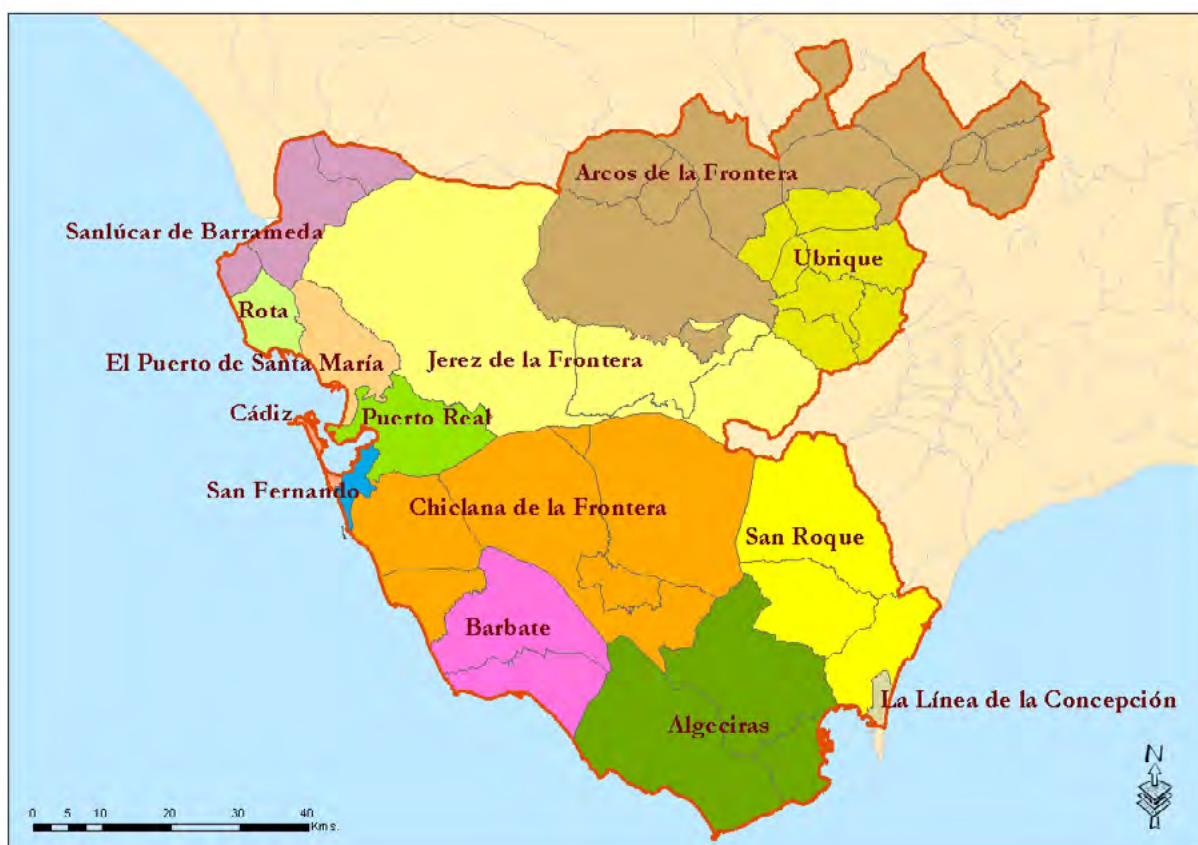 Arcos de la Frontera
Sanlúcar de Barrameda
Ubrique
Rota
El Puerto de Santa María
Jerez de la Frontera
Cádiz
Puerto Real
San Fernando
Chiclana de la Frontera
San Roque
Barbate
La Línea de la Concepción
Algeciras
N
0 5 10 20 30 40
Kms.